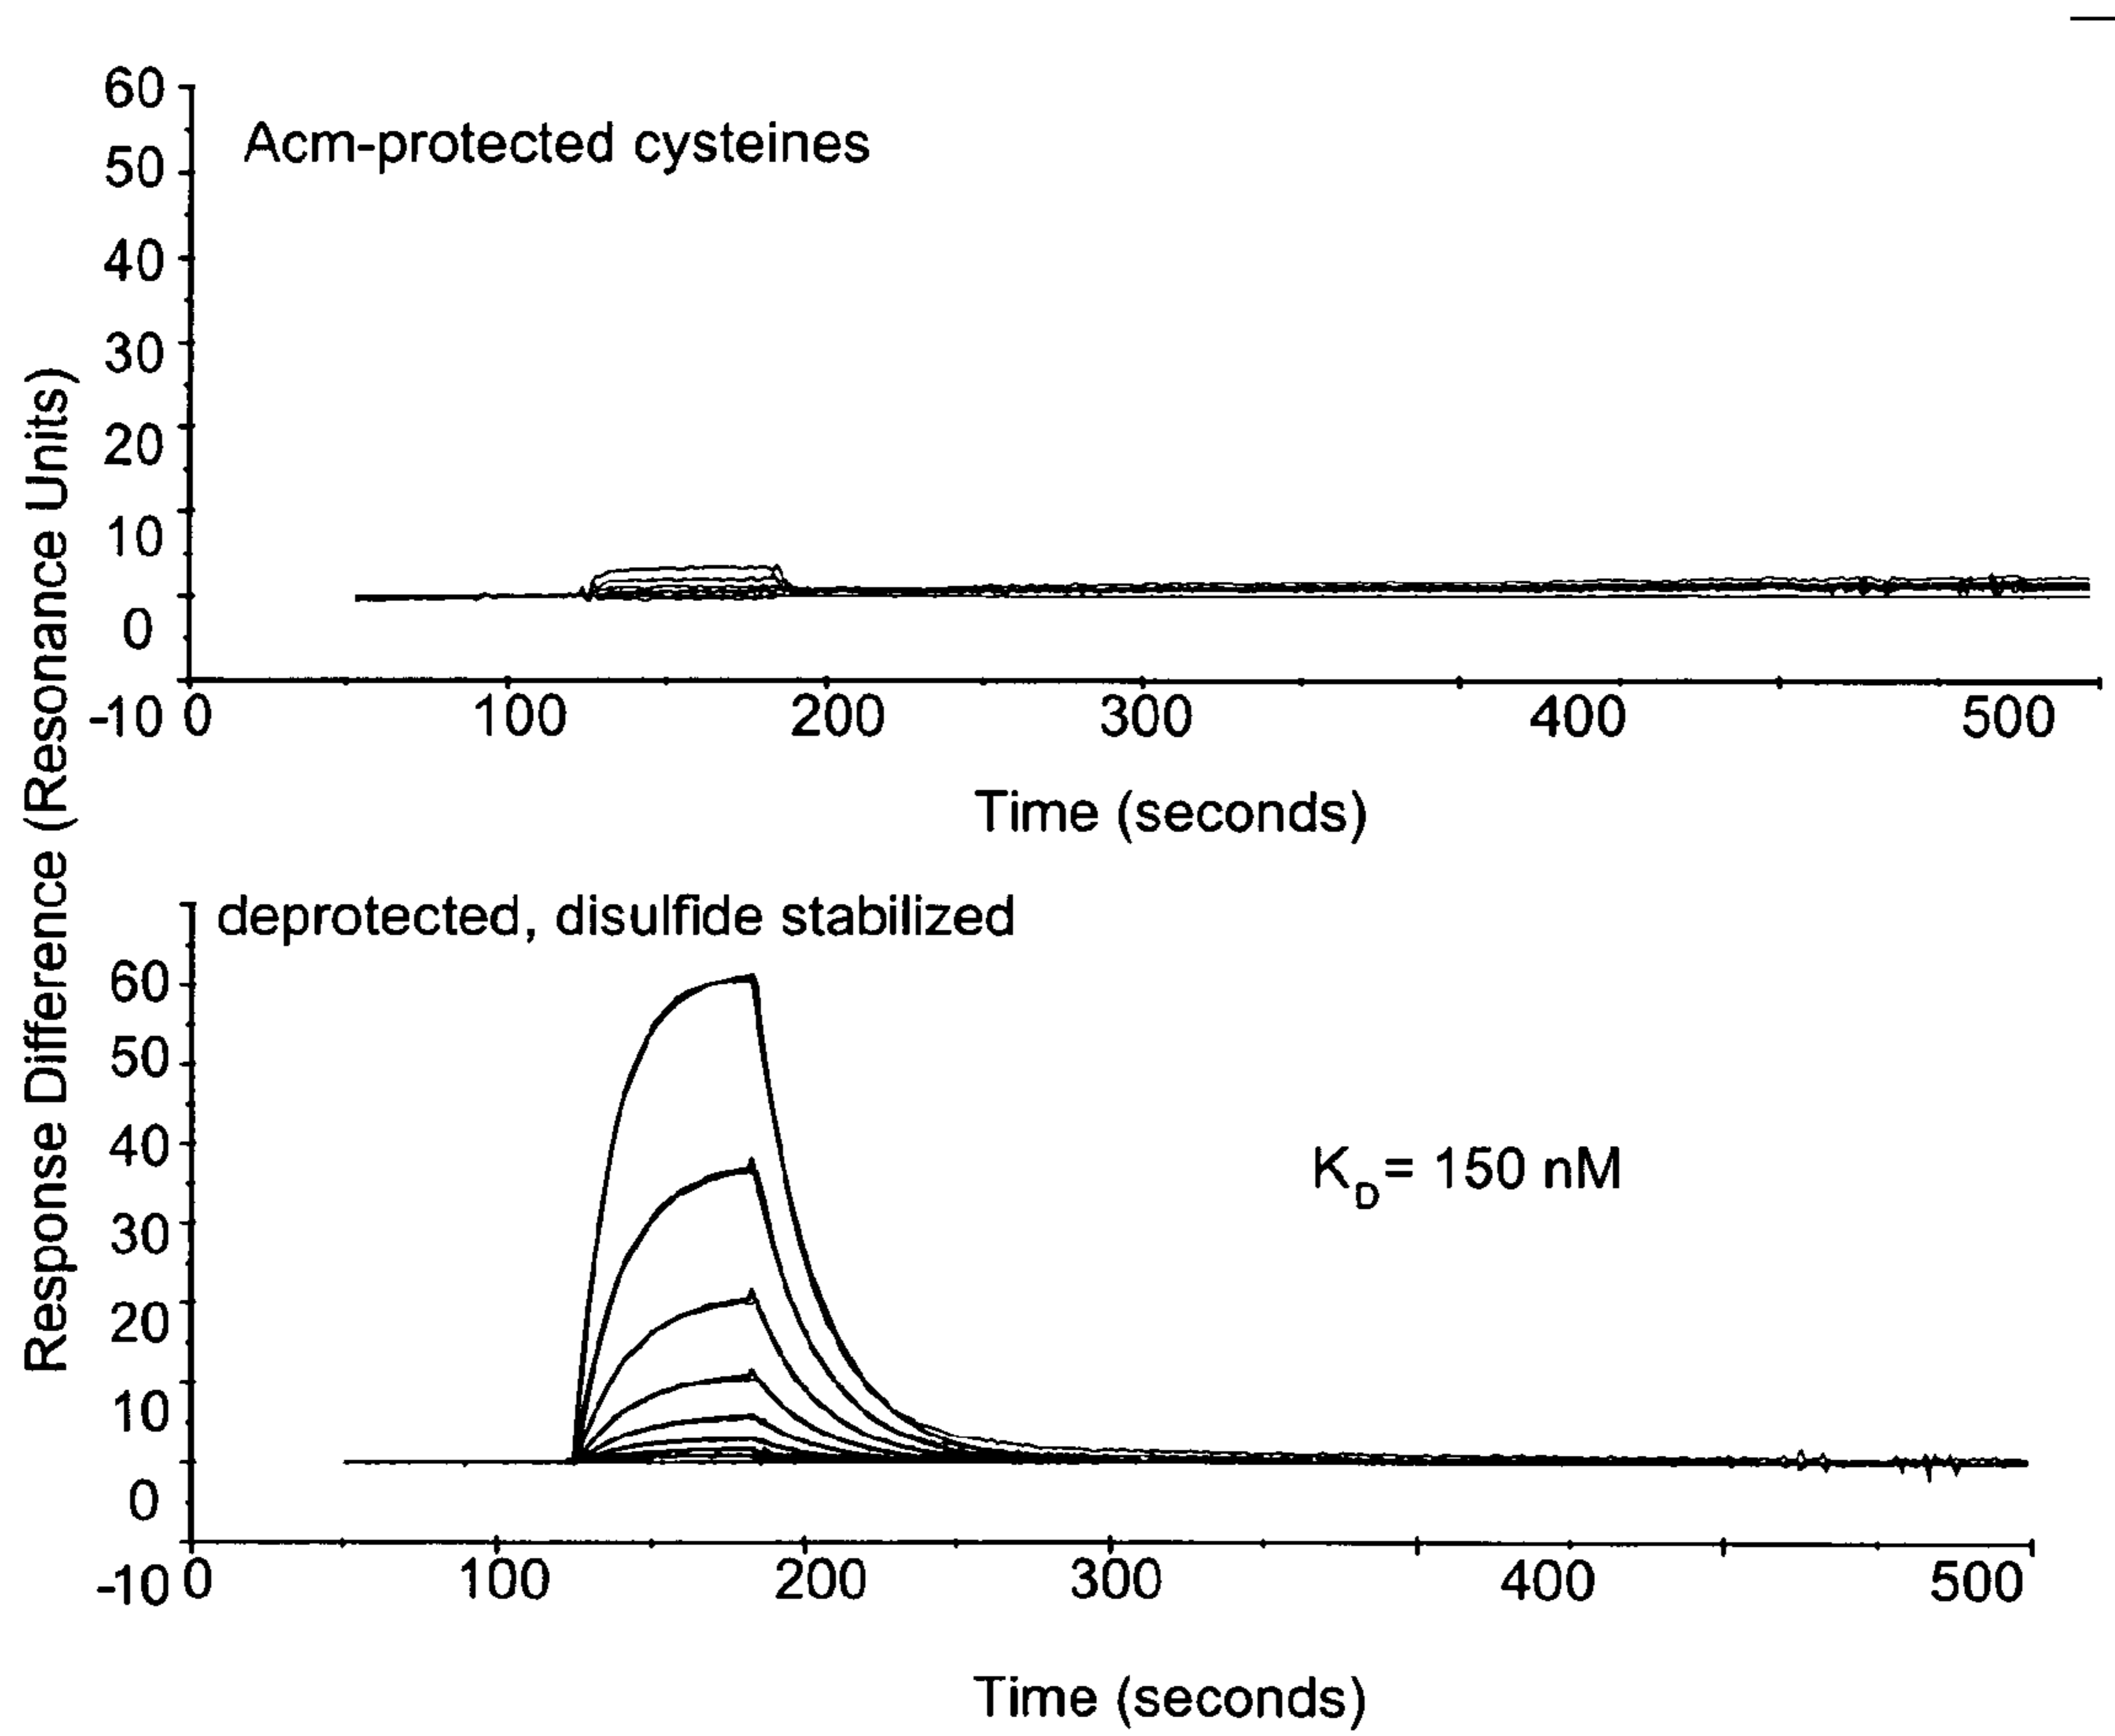 Response Difference (Resonance Units)
60
50
40
30
20
10
0
-10
Acm-protected cysteines
0 100 200 300 400 500
Time (seconds)
deprotected, disulfide stabilized
60
50
40
30
20
10
0
-10
K_D = 150 nM
0 100 200 300 400 500
Time (seconds)